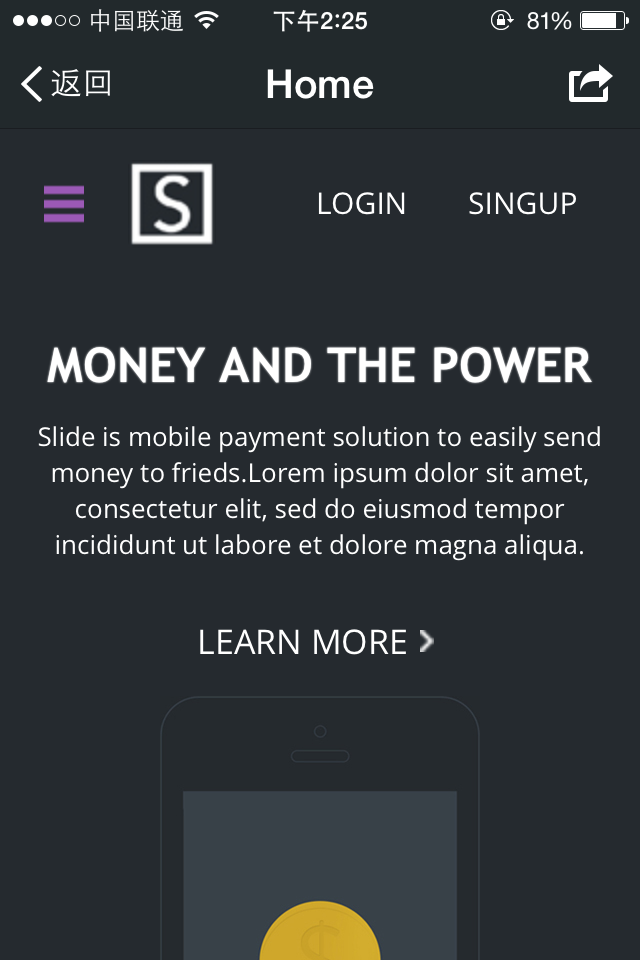 中国联通 下午2:25 81%
返回 Home
S LOGIN SINGUP
MONEY AND THE POWER
Slide is mobile payment solution to easily send
money to frieds.Lorem ipsum dolor sit amet,
consectetur elit, sed do eiusmod tempor
incididunt ut labore et dolore magna aliqua.
LEARN MORE